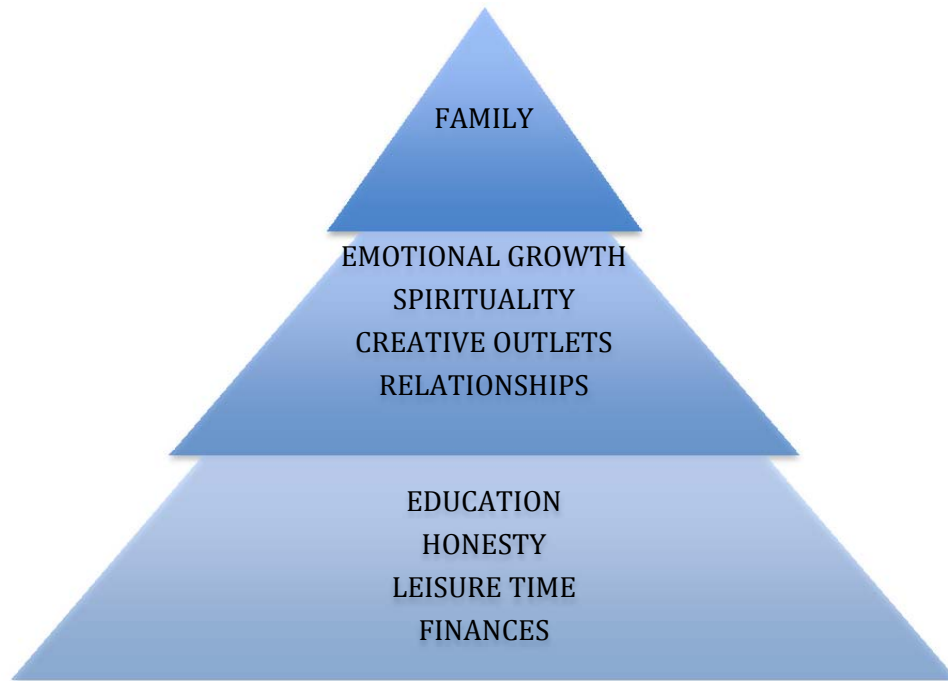 FAMILY
EMOTIONAL GROWTH
SPIRITUALITY
CREATIVE OUTLETS
RELATIONSHIPS
EDUCATION
HONESTY
LEISURE TIME
FINANCES